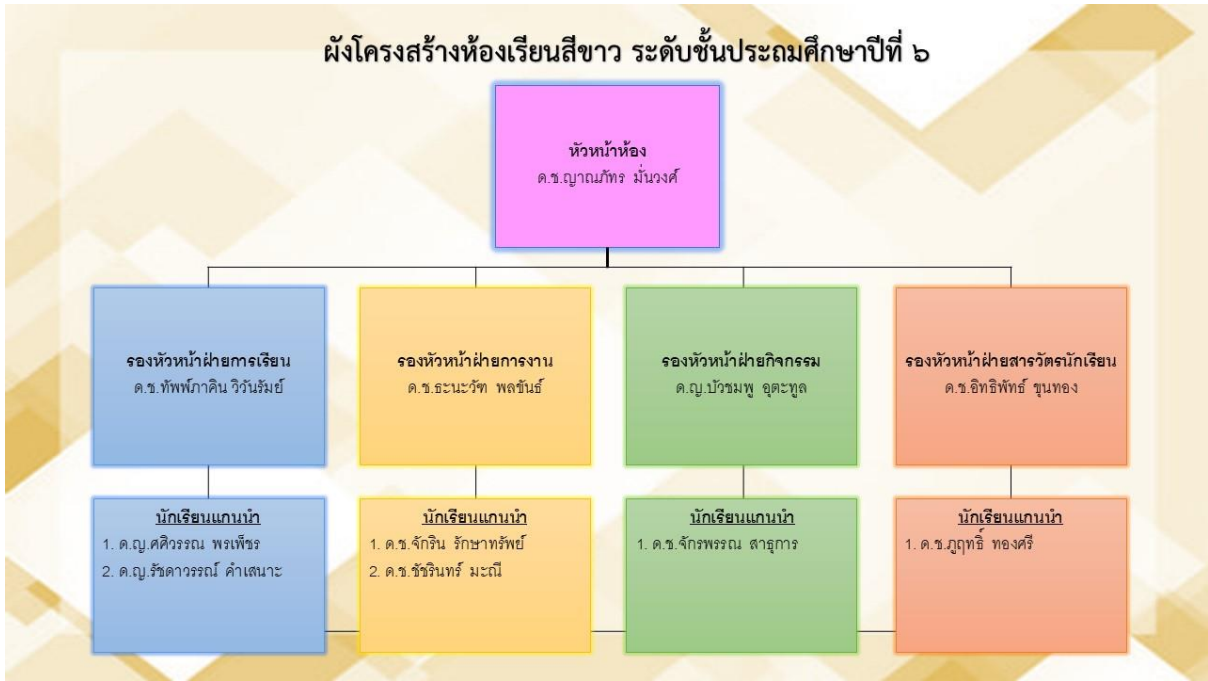 ผังโครงสร้างห้องเรียนสีขาว ระดับชั้นประถมศึกษาปีที่ ๖
หัวหน้าห้อง
ด.ช.ญาณภัทร มั่นวงศ์
รองหัวหน้าฝ่ายการเรียน
ด.ช.ทัพพ์ภาคิน วิวันรัมย์
รองหัวหน้าฝ่ายการงาน
ด.ช.ธะนะวัฑ พลขันธ์
รองหัวหน้าฝ่ายกิจกรรม
ด.ญ.บัวชมพู อุตะทูล
รองหัวหน้าฝ่ายสารวัตรนักเรียน
ด.ช.อิทธิพัทธ์ ขุนทอง
นักเรียนแกนนำ
1. ด.ญ.ศศิวรรณ พรเพ็ชร
2. ด.ญ.รัชดาวรรณ์ คำเสนาะ
นักเรียนแกนนำ
1. ด.ช.จักริน รักษาทรัพย์
2. ด.ช.ชัชรินทร์ มะณี
นักเรียนแกนนำ
1. ด.ช.จักรพรรณ สาธุการ
นักเรียนแกนนำ
1. ด.ช.ภูฤทธิ์ ทองศรี